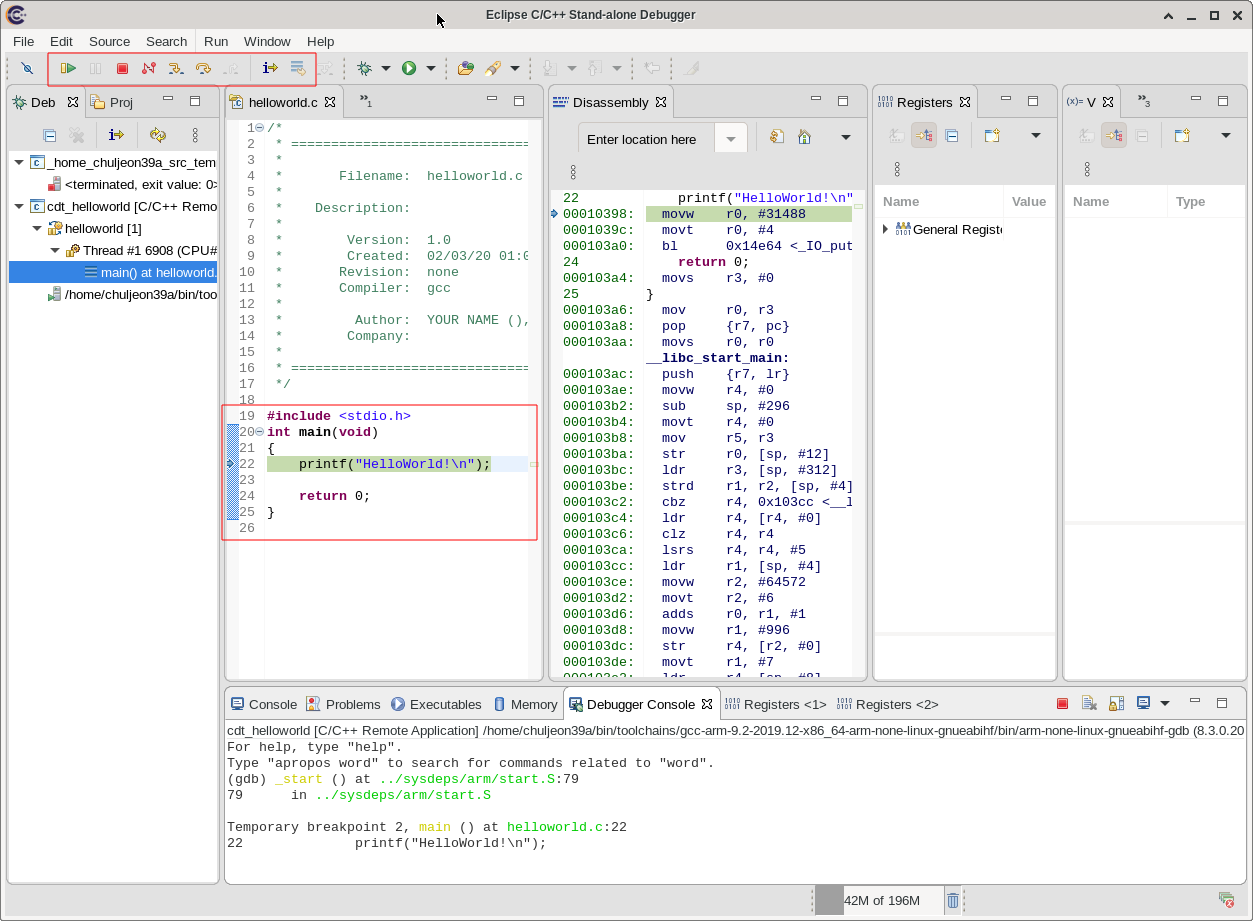 Eclipse C/C++ Stand-alone Debugger
File Edit Source Search Run Window Help
Deb
Proj
_home_chuljeon39a_src_tem
<terminated, exit value: 0>
cdt_helloworld [C/C++ Remo
helloworld [1]
Thread #1 6908 (CPU#
main() at helloworld.
/home/chuljeon39a/bin/too
helloworld.c
"1
1 /*
2 * ==============================
3 *
4 * Filename: helloworld.c
5 *
6 * Description:
7 *
8 * Version: 1.0
9 * Created: 02/03/20 01:0
10 * Revision: none
11 * Compiler: gcc
12 *
13 * Author: YOUR NAME (),
14 * Company:
15 *
16 * ==============================
17 */
18
19 #include <stdio.h>
20 int main(void)
21 {
22 printf("HelloWorld!\n");
23
24 return 0;
25 }
26
Disassembly
Enter location here
22 printf("HelloWorld!\n"
00010398: movw r0, #31488
0001039c: movt r0, #4
000103a0: bl 0x14e64 <_IO_put
24 return 0;
000103a4: movs r3, #0
25 }
000103a6: mov r0, r3
000103a8: pop {r7, pc}
000103aa: movs r0, r0
__libc_start_main:
000103ac: push {r7, lr}
000103ae: movw r4, #0
000103b2: sub sp, #296
000103b4: movt r4, #0
000103b8: mov r5, r3
000103ba: str r0, [sp, #12]
000103bc: ldr r3, [sp, #312]
000103be: strd r1, r2, [sp, #4]
000103c2: cbz r4, 0x103cc <__l
000103c4: ldr r4, [r4, #0]
000103c6: clz r4, r4
000103ca: lsrs r4, r4, #5
000103cc: ldr r1, [sp, #4]
000103ce: movw r2, #64572
000103d2: movt r2, #6
000103d6: adds r0, r1, #1
000103d8: movw r1, #996
000103dc: str r4, [r2, #0]
000103de: movt r1, #7
Registers
Name Value
General Registe
(x)= V
"3
Name Type
Console Problems Executables Memory Debugger Console Registers <1> Registers <2>
cdt_helloworld [C/C++ Remote Application] /home/chuljeon39a/bin/toolchains/gcc-arm-9.2-2019.12-x86_64-arm-none-linux-gnueabihf/bin/arm-none-linux-gnueabihf-gdb (8.3.0.20
For help, type "help".
Type "apropos word" to search for commands related to "word".
(gdb) _start () at ../sysdeps/arm/start.S:79
79 in ../sysdeps/arm/start.S
Temporary breakpoint 2, main () at helloworld.c:22
22 printf("HelloWorld!\n");
42M of 196M